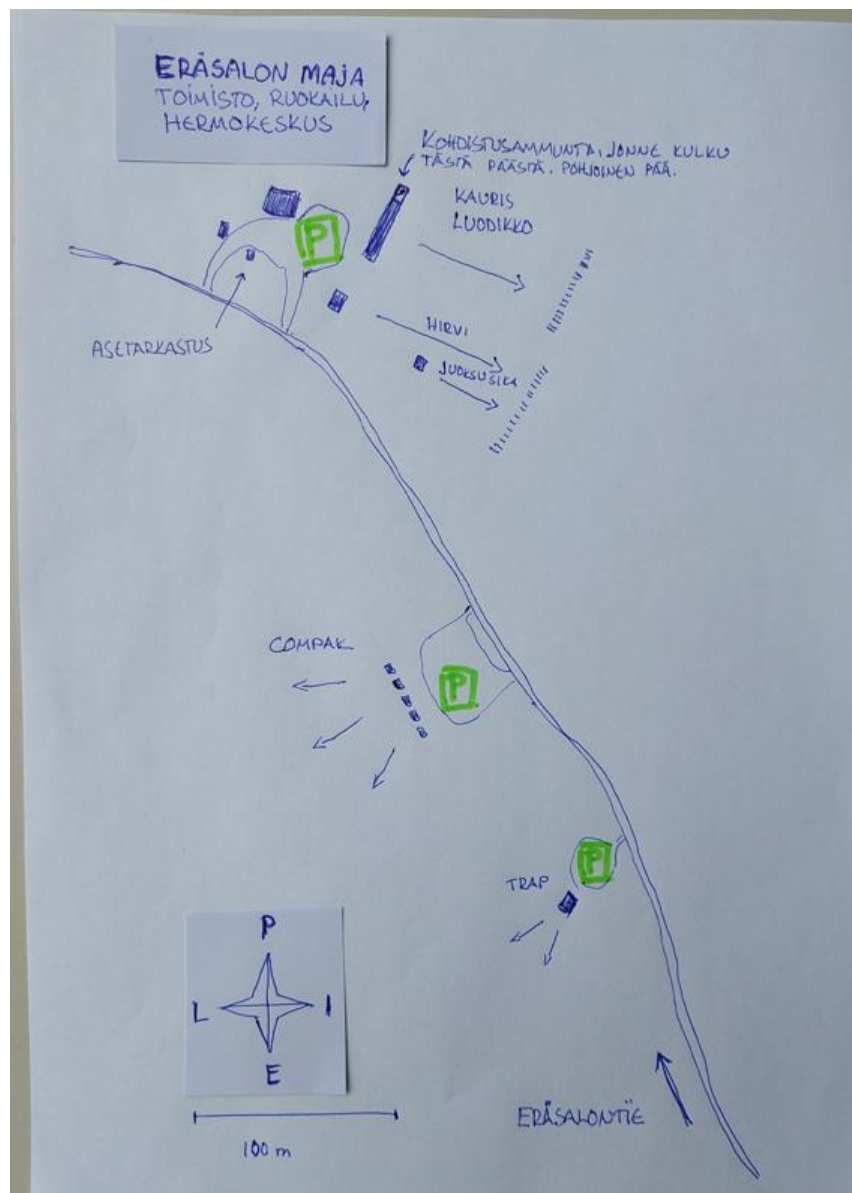 ERÄSALON MAJA
TOIMISTO, RUOKAILU,
HERMOKESKUS
KOHDISTUSAMMUNTA, JONNE KULKU
TÄSTÄ PÄÄSTÄ. POHJOINEN PÄÄ.
KAURIS
LUODIKKO
P
ASETARKASTUS
HIRVI
JUOKSUSIKA
COMPAK
P
P
TRAP
P
L I
E
100 m
ERÄSALONTIE